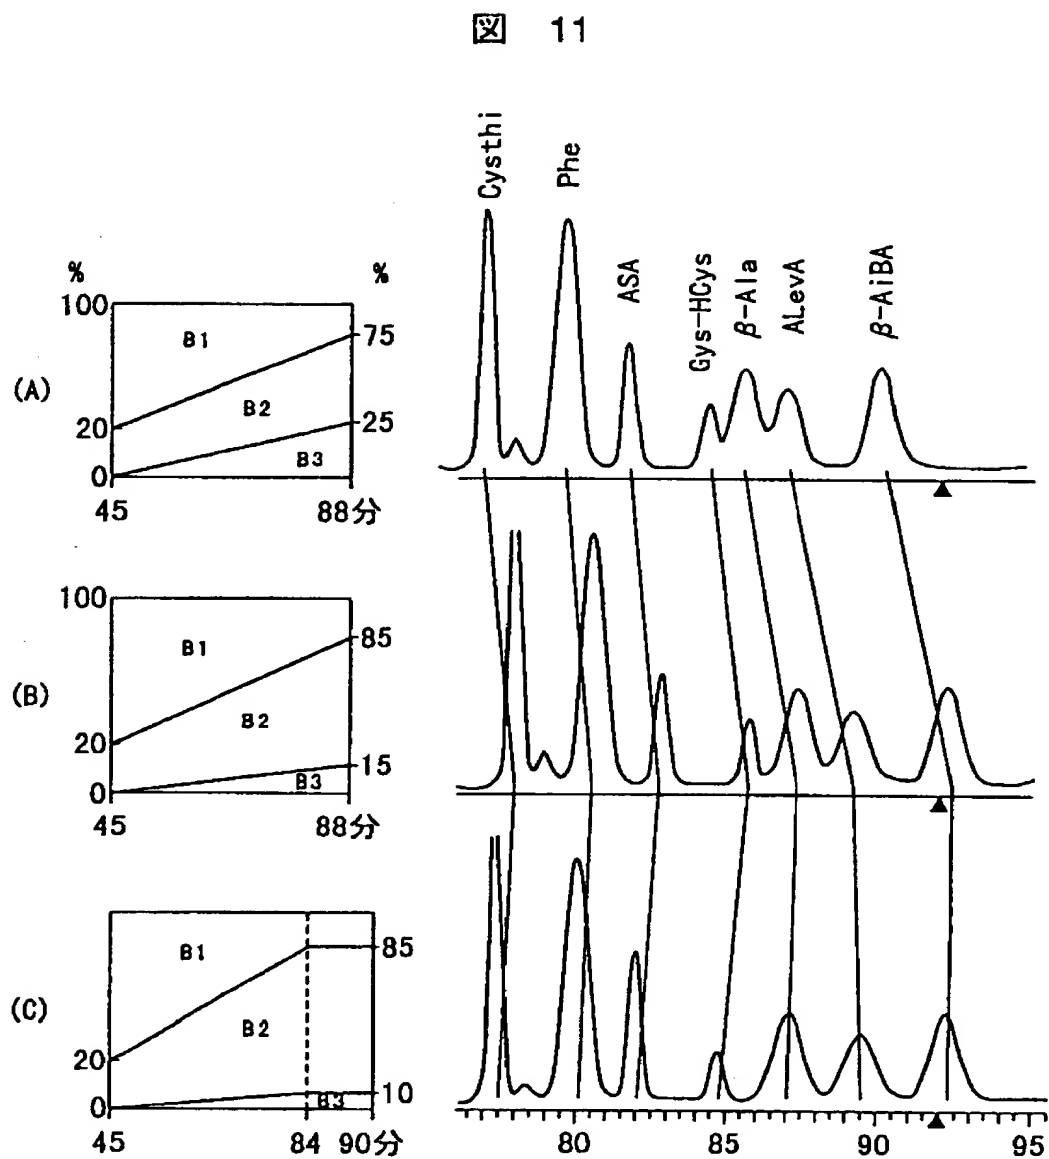 図 11
Cysthi
Phe
ASA
Gys-HCys
β-Ala
ALevA
β-AiBA
(A)
% %
100
B1
75
B2
20
25
B3
0
45 88分
(B)
100
B1
85
B2
20
15
B3
0
45 88分
(C)
B1
85
B2
20
10
B3
0
45 84 90分
80 85 90 95